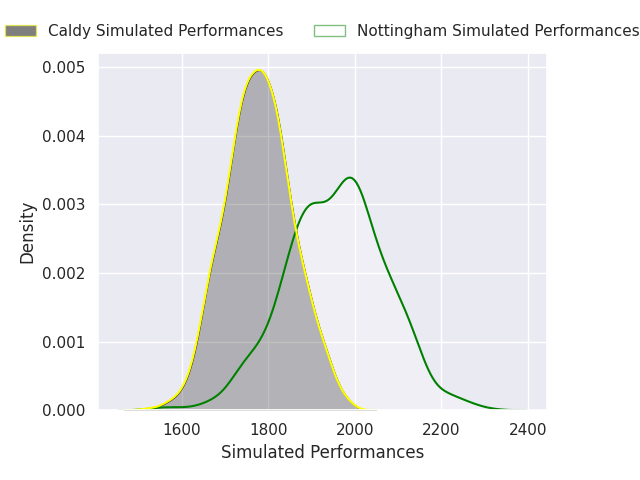 Caldy Simulated Performances Nottingham Simulated Performances
0.005
0.004
0.003
0.002
0.001
0.000
Density
1600 1800 2000 2200 2400
Simulated Performances